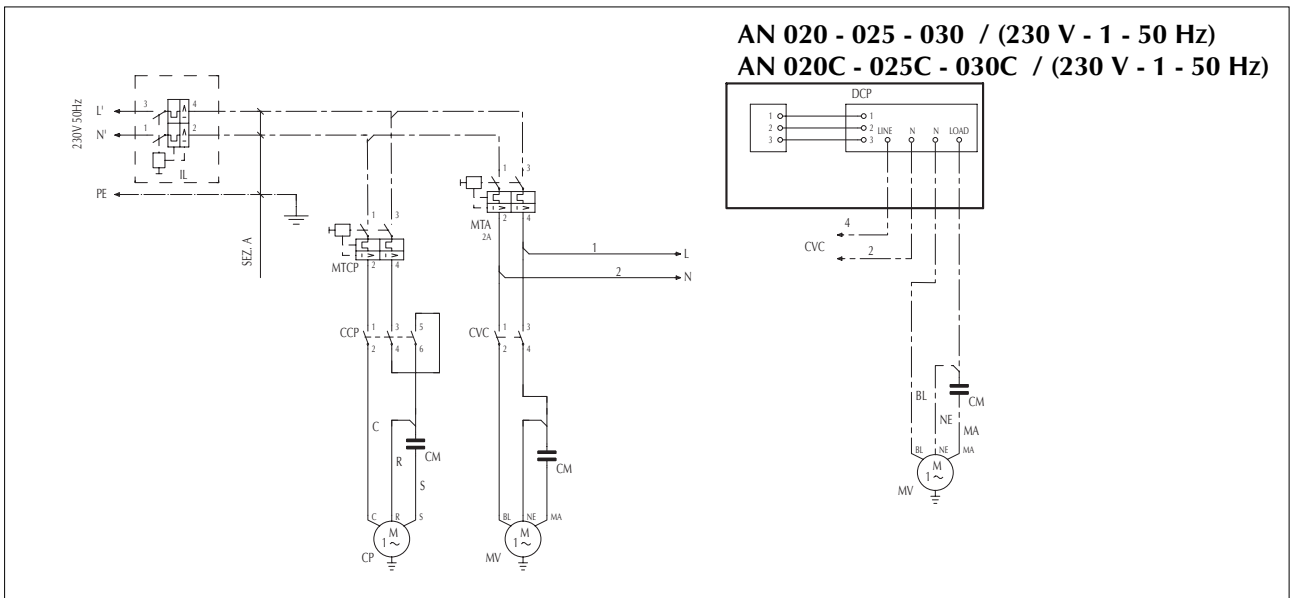 AN 020 - 025 - 030 / (230 V - 1 - 50 Hz)
AN 020C - 025C - 030C / (230 V - 1 - 50 Hz)
230V 50Hz
L' 3 4
N' 1 2
IL
PE
SEZ. A
1 3
MTCP
2 4
1 3
MTA
2A
2 4
1 L
2 N
CCP
1 3 5
2 4 6
CVC
1 3
2 4
C
R
CM
S
C R S
M
1~
CP
CM
BL NE MA
M
1~
MV
DCP
1 1
2 2
3 3
LINE N N LOAD
4
CVC
2
BL
NE
CM
MA
BL NE MA
M
1~
MV